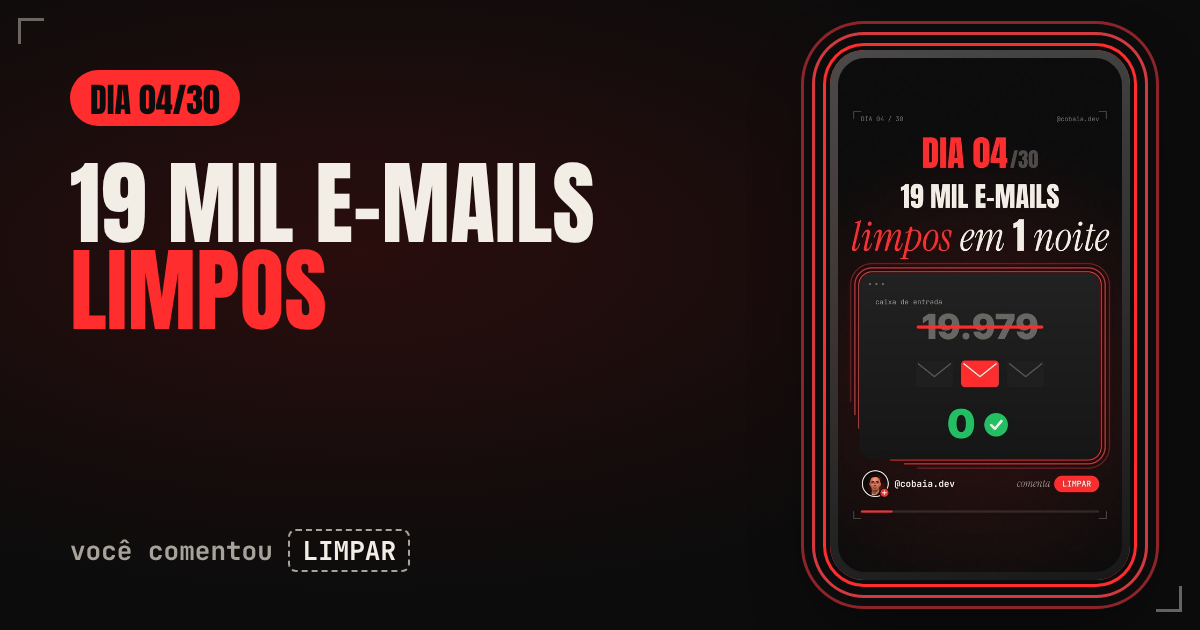 DIA 04/30
19 MIL E-MAILS
LIMPOS
você comentou LIMPAR
DIA 04 / 30
@cobaia.dev
DIA 04/30
19 MIL E-MAILS
limpos em 1 noite
caixa de entrada
19.979
0
@cobaia.dev
comenta LIMPAR